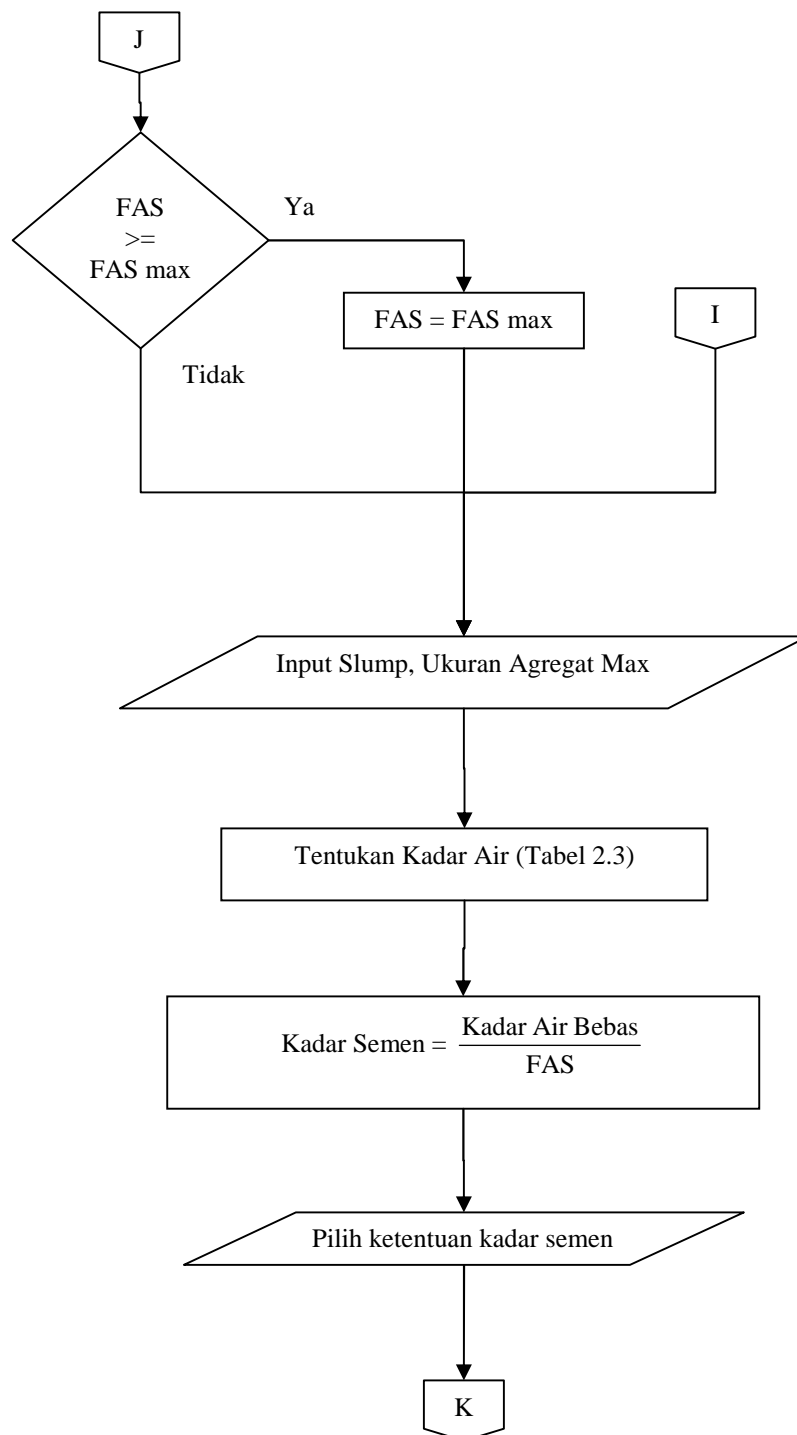 J
FAS
>=
FAS max
Ya
FAS = FAS max
I
Tidak
Input Slump, Ukuran Agregat Max
Tentukan Kadar Air (Tabel 2.3)
Kadar Semen = Kadar Air Bebas
FAS
Pilih ketentuan kadar semen
K